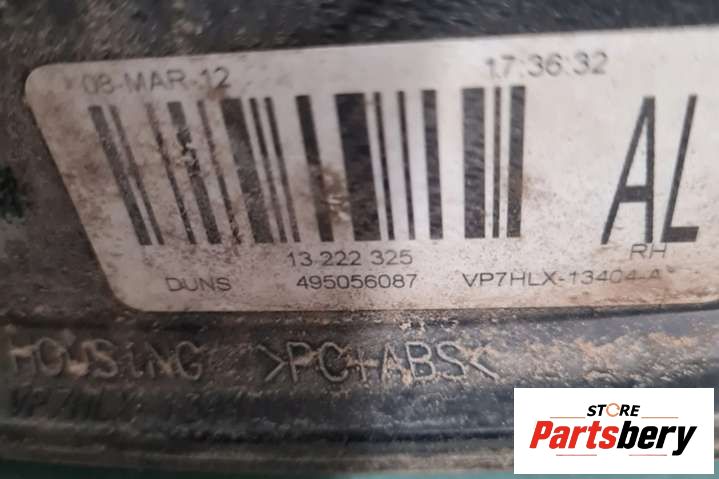 08-MAR-12 17:36:32
AL
13 222 325 RH
DUNS 495056087 VP7HLX-13404-A
HOUSING >PC+ABS<
VP7HLX
STORE
Partsbery